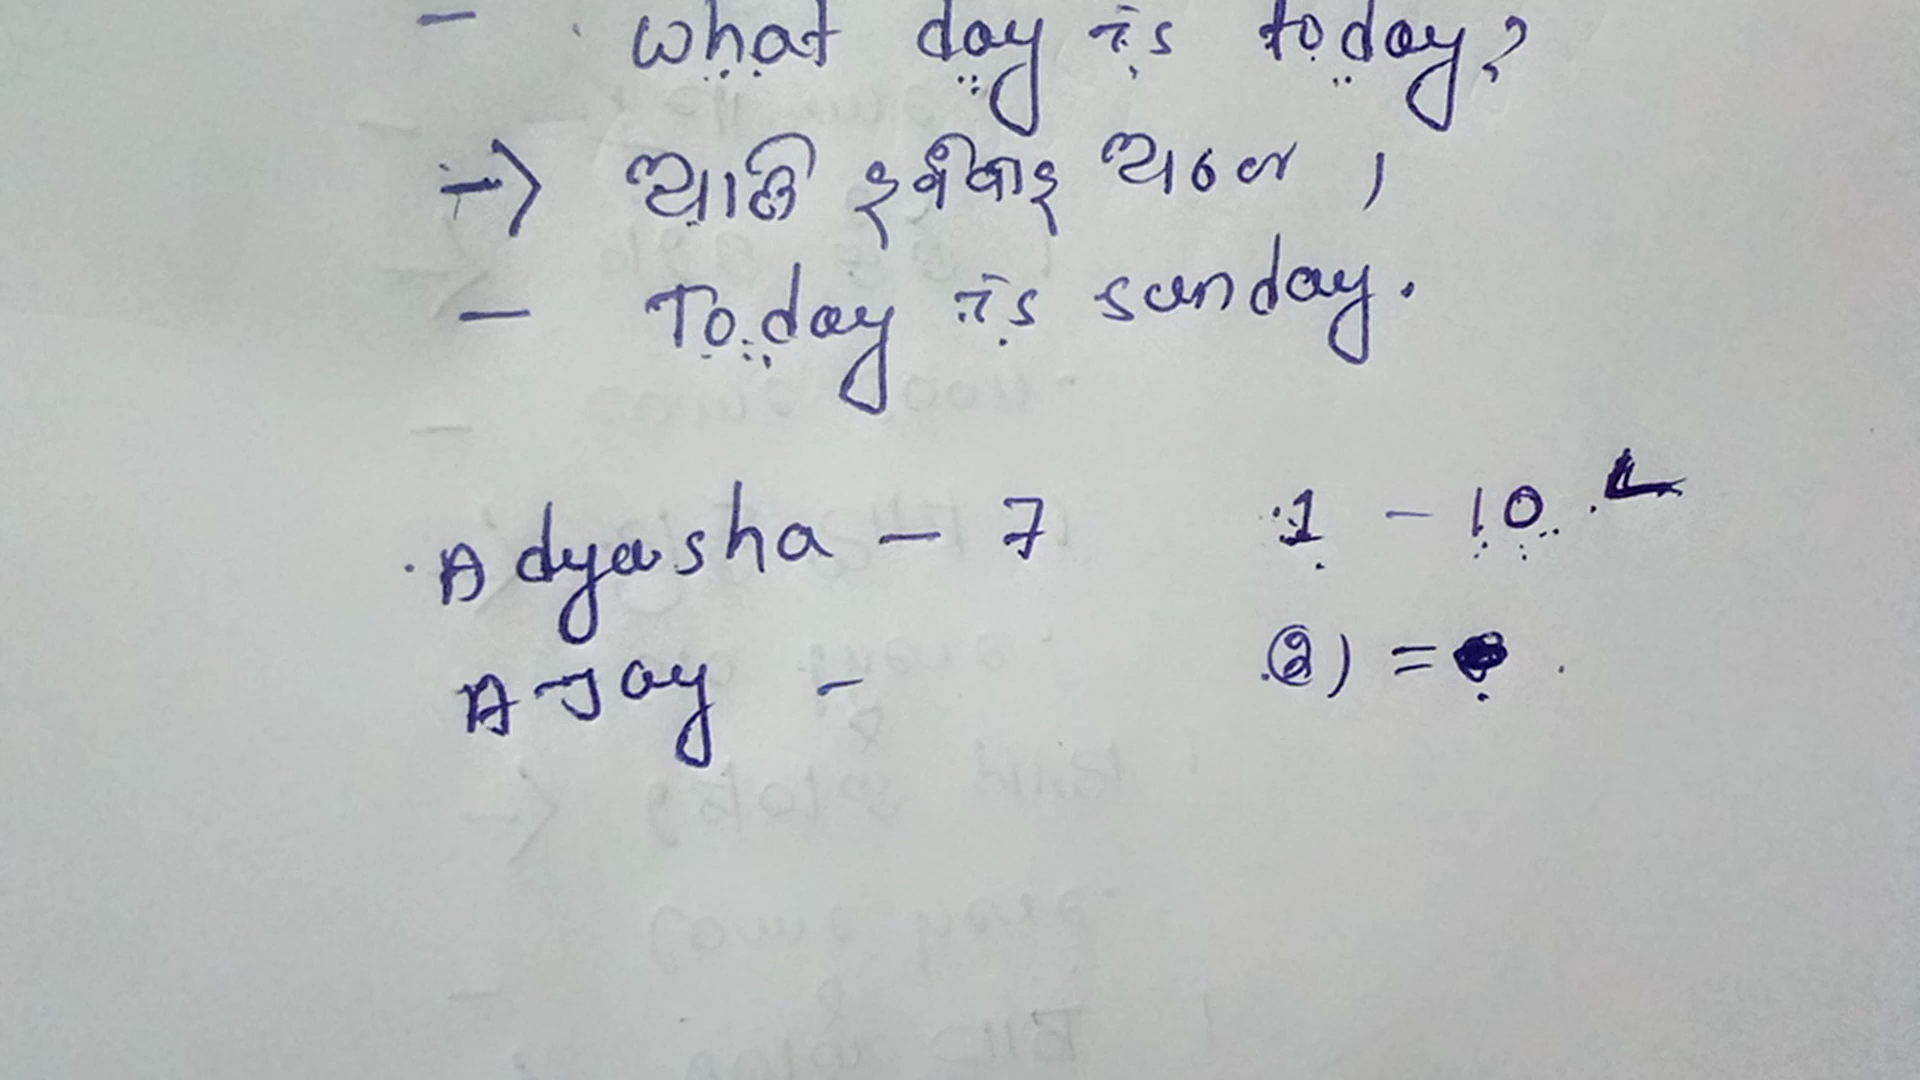 - What day is today?
→ ଆଜି ରବିବାର ଅଟେ ।
- Today is sunday.
Adyasha - 7 1 - 10
Ajay - 2) =